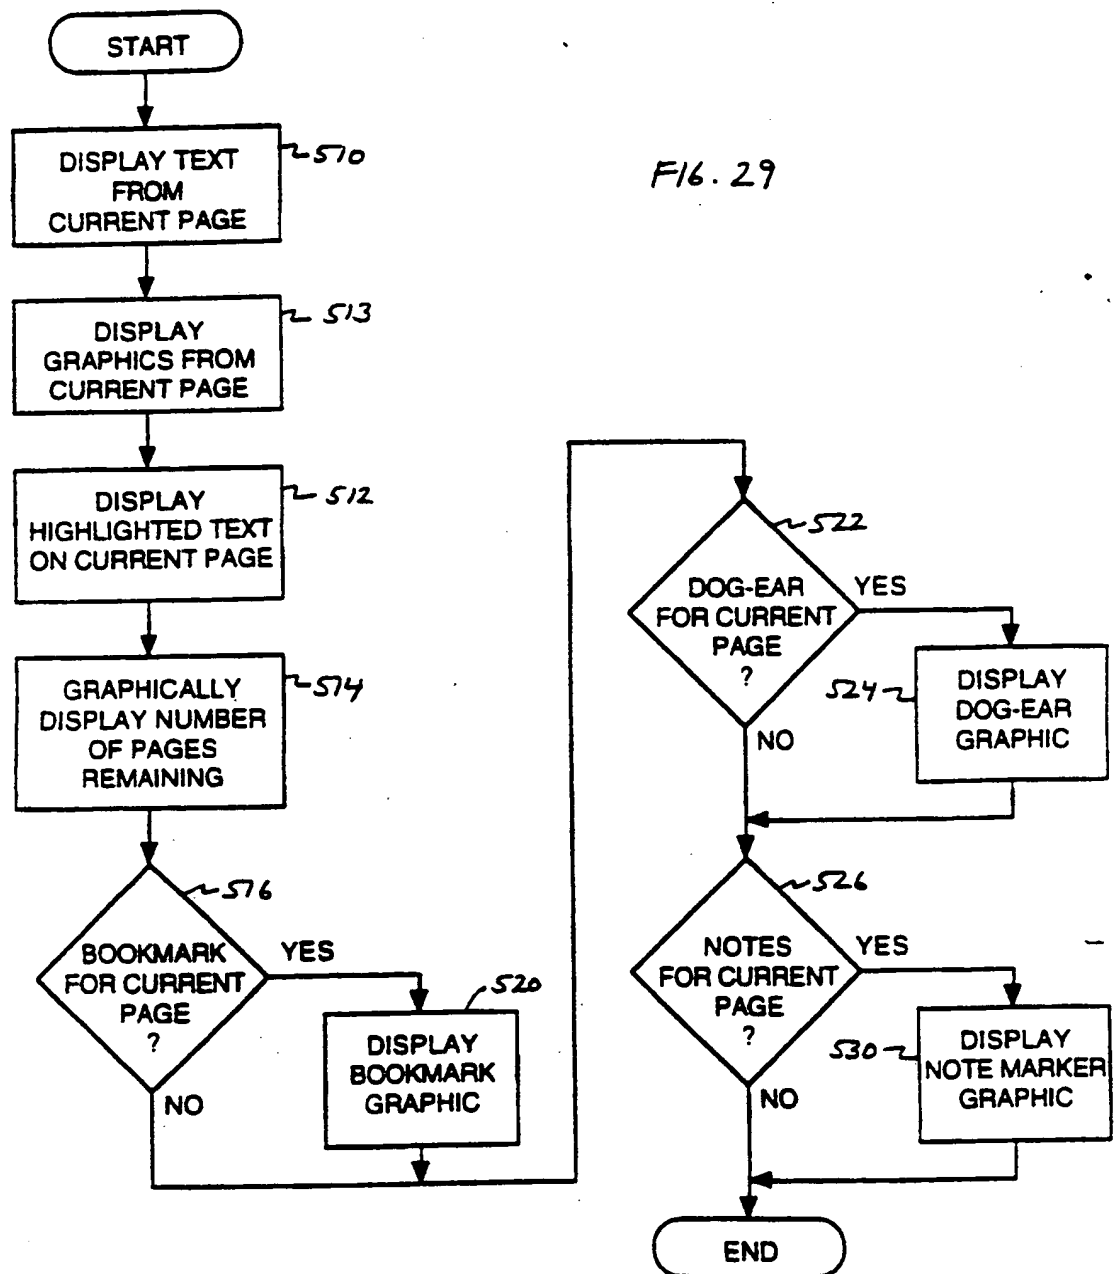 START
DISPLAY TEXT
FROM
CURRENT PAGE
510
FIG. 29
DISPLAY
GRAPHICS FROM
CURRENT PAGE
513
DISPLAY
HIGHLIGHTED TEXT
ON CURRENT PAGE
512
GRAPHICALLY
DISPLAY NUMBER
OF PAGES
REMAINING
514
BOOKMARK
FOR CURRENT
PAGE
?
516
YES
NO
DISPLAY
BOOKMARK
GRAPHIC
520
DOG-EAR
FOR CURRENT
PAGE
?
522
YES
NO
DISPLAY
DOG-EAR
GRAPHIC
524
NOTES
FOR CURRENT
PAGE
?
526
YES
NO
DISPLAY
NOTE MARKER
GRAPHIC
530
END